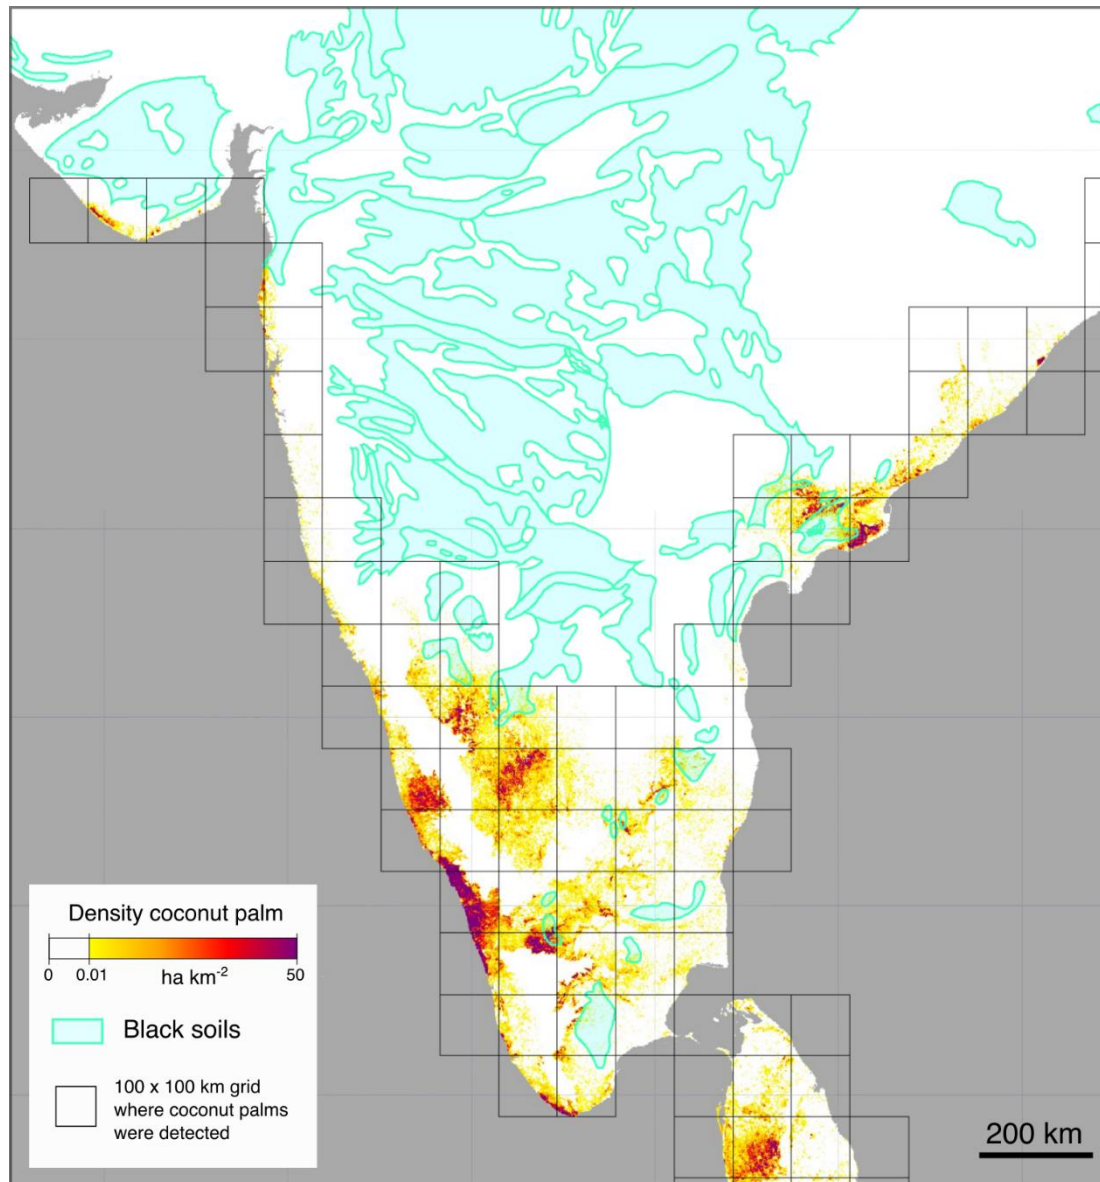 Density coconut palm
0 0.01 ha km-2 50
Black soils
100 x 100 km grid
where coconut palms
were detected
200 km